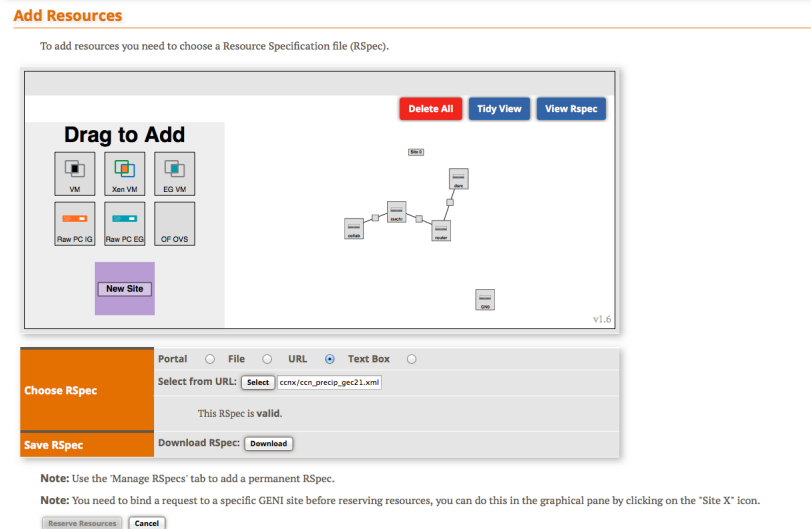 Add Resources
To add resources you need to choose a Resource Specification file (RSpec).
Delete All
Tidy View
View Rspec
Drag to Add
VM
Xen VM
EG VM
Raw PC IG
Raw PC EG
OF OVS
New Site
Site 0
collab
router
v1.6
Choose RSpec
Portal File URL Text Box
Select from URL: Select ccnx/ccn_precip_gec21.xml
This RSpec is valid.
Save RSpec
Download RSpec: Download
Note: Use the 'Manage RSpecs' tab to add a permanent RSpec.
Note: You need to bind a request to a specific GENI site before reserving resources, you can do this in the graphical pane by clicking on the "Site X" icon.
Reserve Resources
Cancel